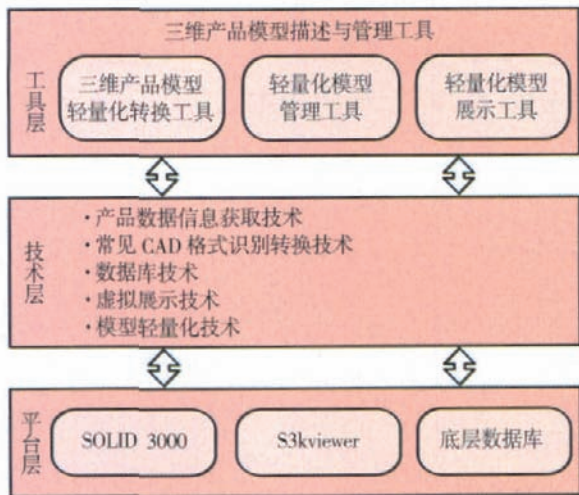 三维产品模型描述与管理工具
工具层
三维产品模型
轻量化转换工具
轻量化模型
管理工具
轻量化模型
展示工具
技术层
·产品数据信息获取技术
·常见 CAD 格式识别转换技术
·数据库技术
·虚拟展示技术
·模型轻量化技术
平台层
SOLID 3000
S3kviewer
底层数据库